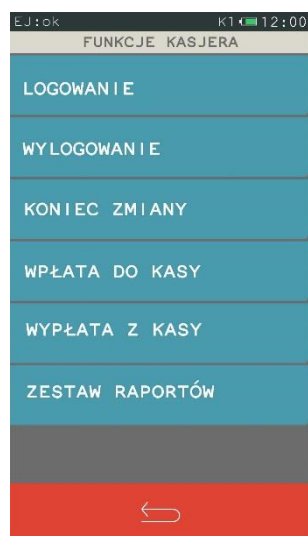 EJ:ok K1 12:00
FUNKCJE KASJERA
LOGOWANIE
WYLOGOWANIE
KONIEC ZMIANY
WPŁATA DO KASY
WYPŁATA Z KASY
ZESTAW RAPORTÓW